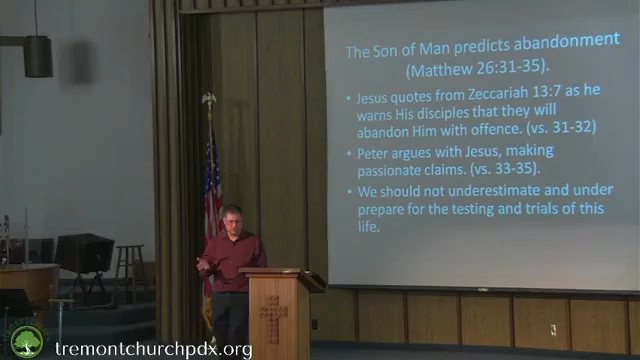 The Son of Man predicts abandonment
(Matthew 26:31-35).
• Jesus quotes from Zeccariah 13:7 as he
warns His disciples that they will
abandon Him with offence. (vs. 31-32)
• Peter argues with Jesus, making
passionate claims. (vs. 33-35).
• We should not underestimate and under
prepare for the testing and trials of this
life.
tremontchurchpdx.org